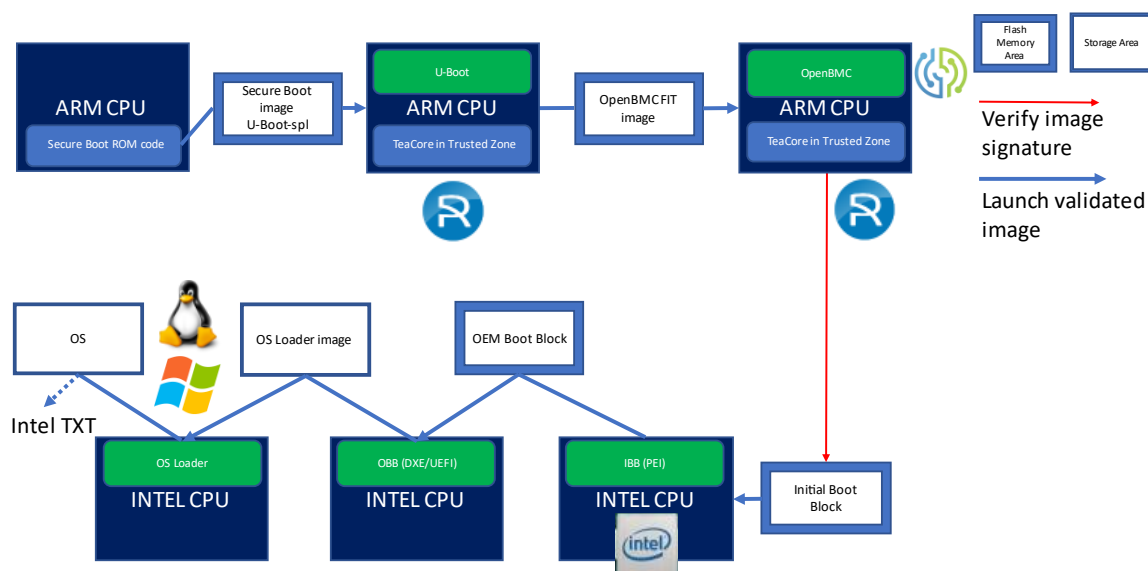 Flash
Memory
Area
Storage Area
U-Boot
OpenBMC
Secure Boot
image
U-Boot-spl
OpenBMC FIT
image
ARM CPU
ARM CPU
ARM CPU
Secure Boot ROM code
TeaCore in Trusted Zone
TeaCore in Trusted Zone
Verify image
signature
Launch validated
image
OS
OS Loader image
OEM Boot Block
Intel TXT
OS Loader
OBB (DXE/UEFI)
IBB (PEI)
INTEL CPU
INTEL CPU
INTEL CPU
Initial Boot
Block
intel